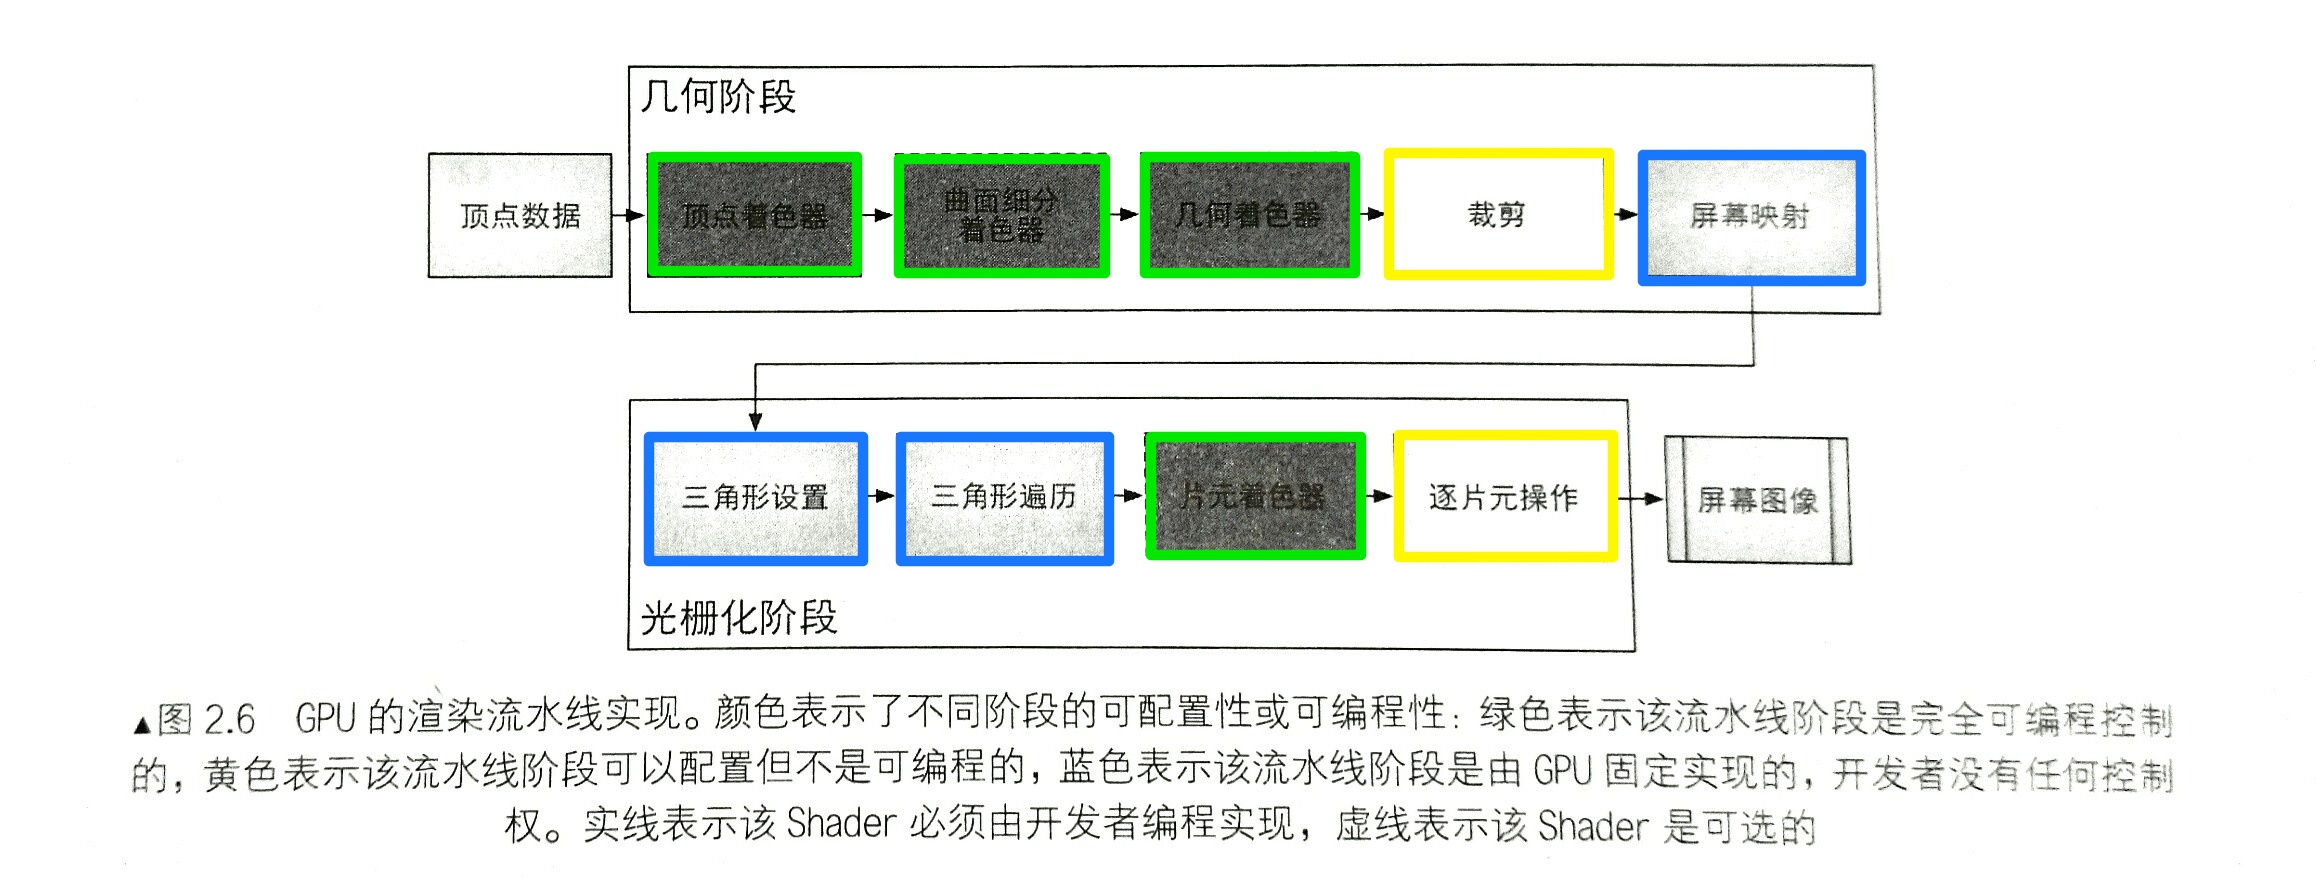 几何阶段
顶点数据
顶点着色器
曲面细分
着色器
几何着色器
裁剪
屏幕映射
三角形设置
三角形遍历
片元着色器
逐片元操作
屏幕图像
光栅化阶段
▲图 2.6 GPU 的渲染流水线实现。颜色表示了不同阶段的可配置性或可编程性：绿色表示该流水线阶段是完全可编程控制
的，黄色表示该流水线阶段可以配置但不是可编程的，蓝色表示该流水线阶段是由 GPU 固定实现的，开发者没有任何控制
权。实线表示该 Shader 必须由开发者编程实现，虚线表示该 Shader 是可选的